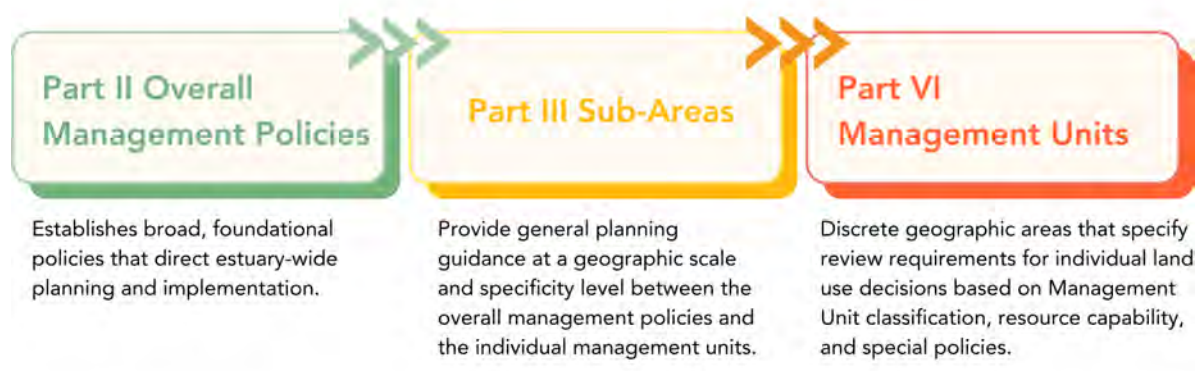 Part II Overall
Management Policies
Part III Sub-Areas
Part VI
Management Units
Establishes broad, foundational
policies that direct estuary-wide
planning and implementation.
Provide general planning
guidance at a geographic scale
and specificity level between the
overall management policies and
the individual management units.
Discrete geographic areas that specify
review requirements for individual land
use decisions based on Management
Unit classification, resource capability,
and special policies.